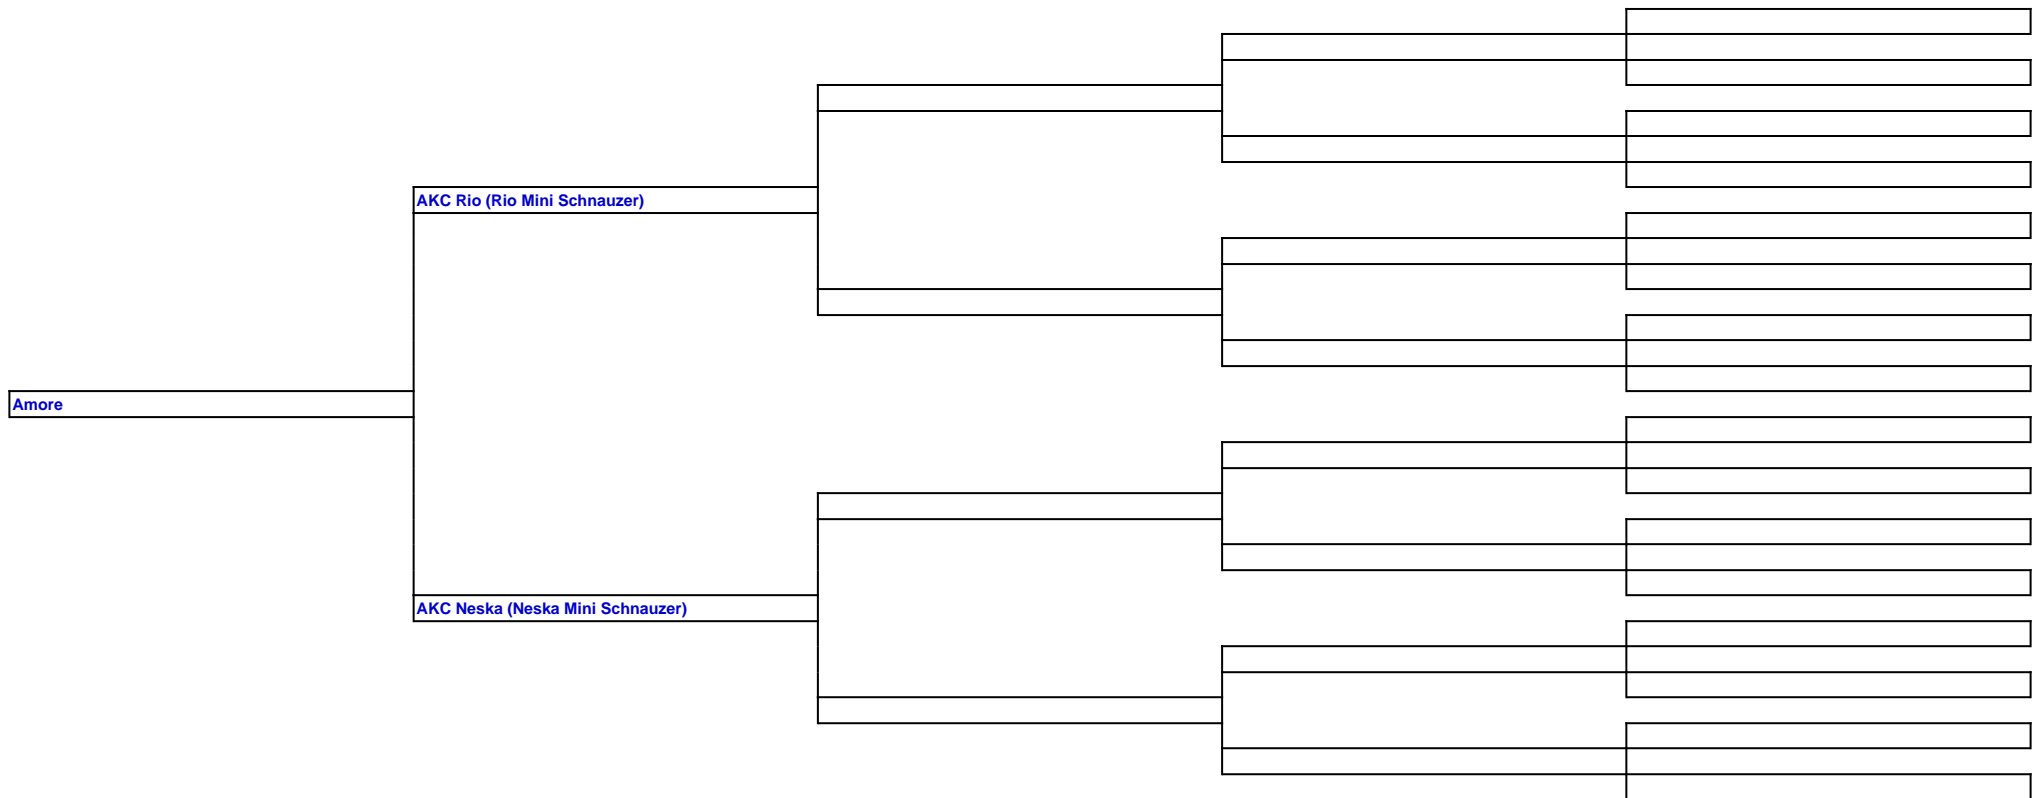 AKC Rio (Rio Mini Schnauzer)
Amore
AKC Neska (Neska Mini Schnauzer)